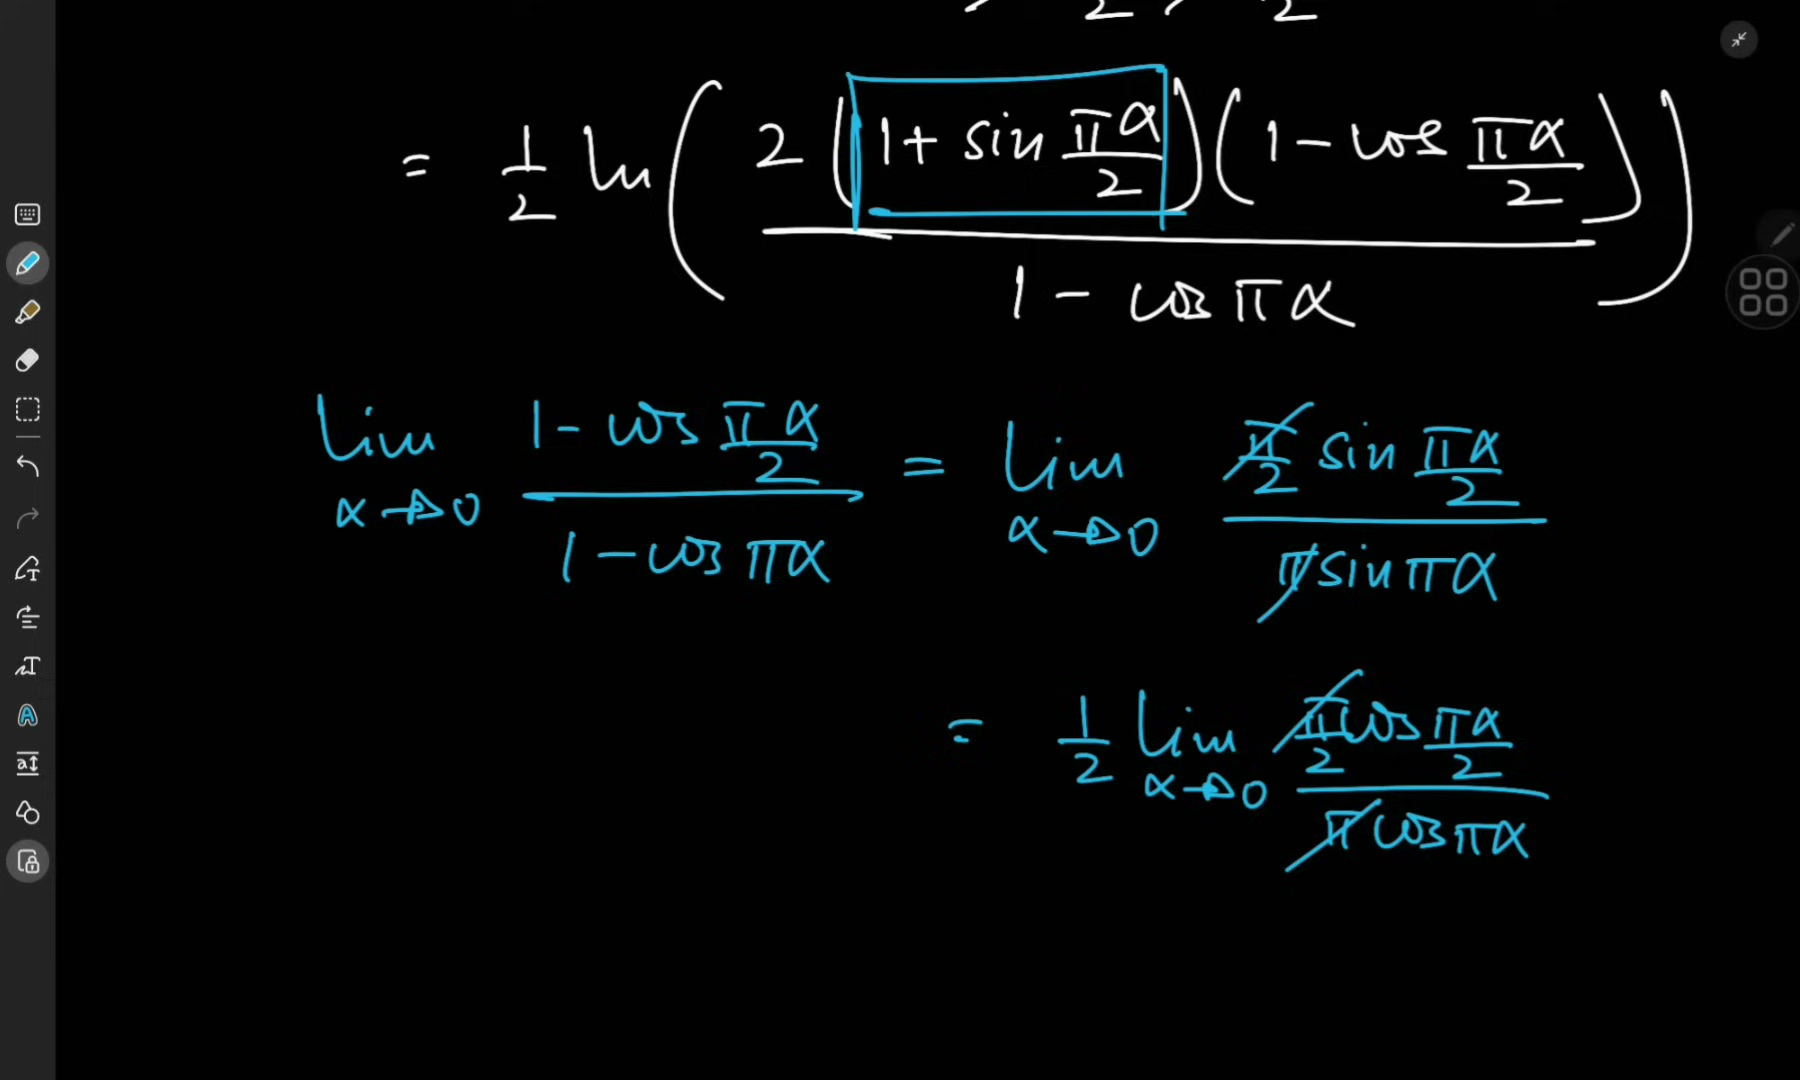 = 1/2 ln( 2 (1 + sin πα/2)(1 - cos πα/2) / 1 - cos πα )
lim α→0 1 - cos πα/2 / 1 - cos πα = lim α→0 π/2 sin πα/2 / π sin πα
= 1/2 lim α→0 π/2 cos πα/2 / π cos πα